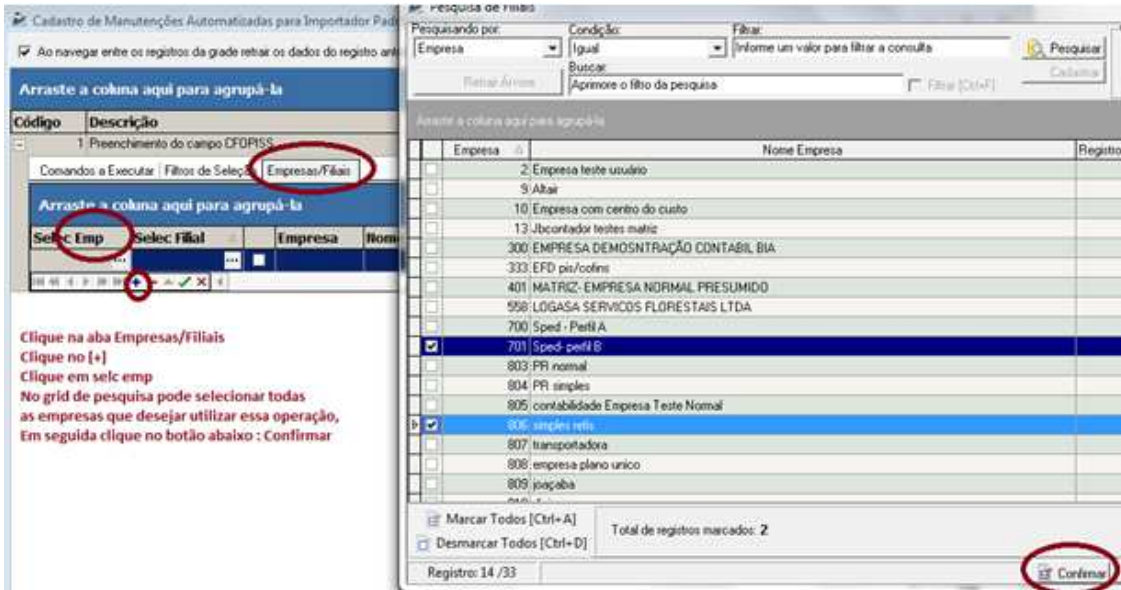 Cadastro de Manutenções Automatizadas para Importador Pad
Ao navegar entre os registros da grade retrair os dados do registro ant
Arraste a coluna aqui para agrupá-la
Código Descrição
1 Preenchimento do campo CFOPISS
Comandos a Executar Filtros de Seleç Empresas/Filiais
Arraste a coluna aqui para agrupá-la
Selec Emp Selec Filial Empresa Nom
Clique na aba Empresas/Filiais
Clique no [+]
Clique em selc emp
No grid de pesquisa pode selecionar todas
as empresas que desejar utilizar essa operação,
Em seguida clique no botão abaixo : Confirmar
Pesquisa de Filiais
Pesquisando por: Condição: Filtrar:
Empresa Igual Informe um valor para filtrar a consulta Pesquisar
Buscar: Cadastrar
Retrair Árvore Aprimore o filtro da pesquisa Filtrar [Ctrl+F]
Arraste a coluna aqui para agrupá-la
Empresa Nome Empresa Registro
2 Empresa teste usuário
9 Altair
10 Empresa com centro do custo
13 Jbcontador testes matriz
300 EMPRESA DEMOSNTRAÇÃO CONTABIL BIA
333 EFD pis/cofins
401 MATRIZ- EMPRESA NORMAL PRESUMIDO
558 LOGASA SERVICOS FLORESTAIS LTDA
700 Sped - Perfil A
701 Sped- perfil B
803 PR normal
804 PR simples
805 contabilidade Empresa Teste Normal
806 simples refis
807 transportadora
808 empresa plano unico
809 joaçaba
Marcar Todos [Ctrl+A]
Total de registros marcados: 2
Desmarcar Todos [Ctrl+D]
Registro: 14 /33 Confirmar